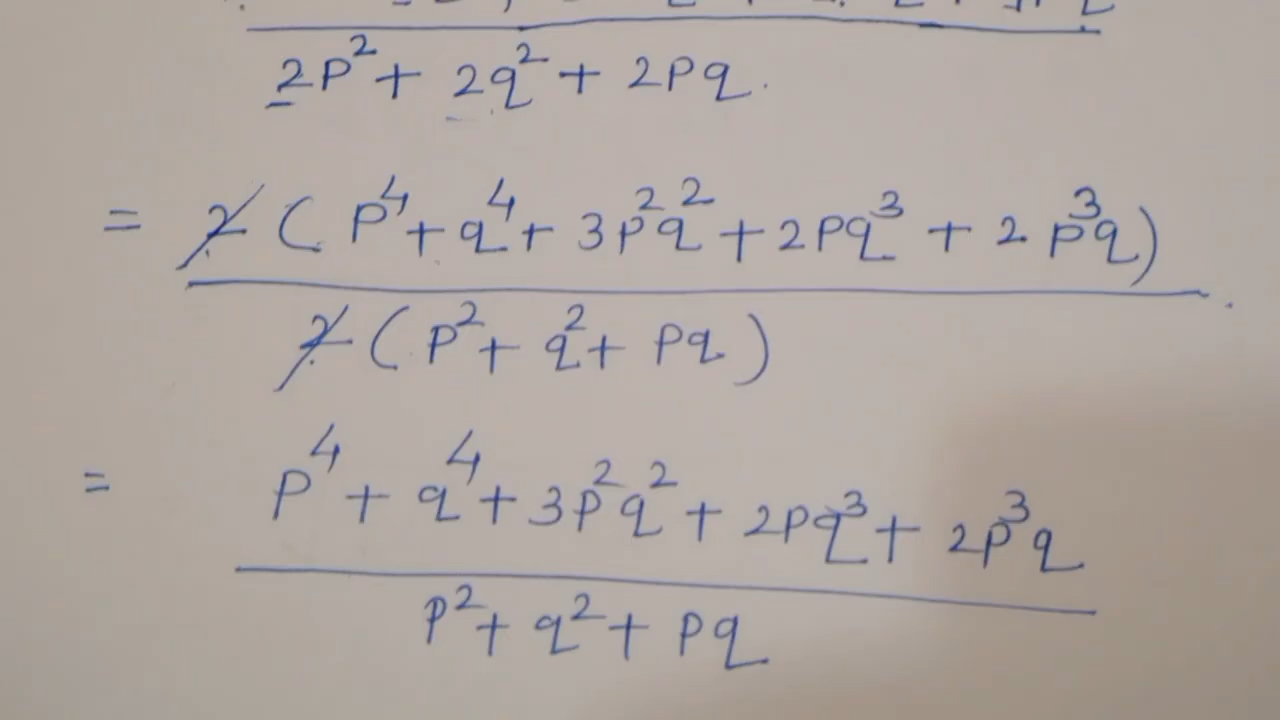 2p² + 2q² + 2pq.
= 2 ( p⁴ + q⁴ + 3p²q² + 2pq³ + 2p³q )
2 ( p² + q² + pq )
= p⁴ + q⁴ + 3p²q² + 2pq³ + 2p³q
p² + q² + pq